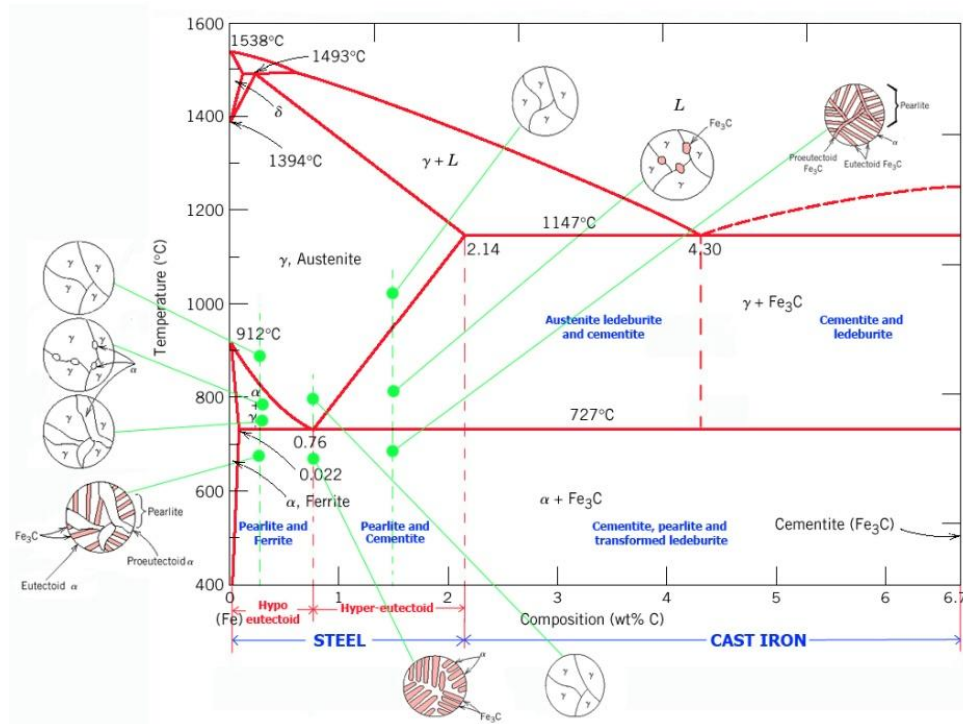 1600
1538°C
1493°C
δ
1400
1394°C
γ + L
L
Fe₃C
Pearlite
Proeutectoid
Fe₃C
Eutectoid Fe₃C
α
γ γ γ γ
γ γ γ γ
1200
1147°C
2.14
4.30
γ, Austenite
Temperature (°C)
1000
γ + Fe₃C
Austenite ledeburite
and cementite
Cementite and
ledeburite
912°C
γ γ γ γ
γ γ γ γ
α
γ γ γ γ
800
α
+
γ
727°C
0.76
0.022
600
α, Ferrite
α + Fe₃C
Cementite (Fe₃C)
Pearlite and
Ferrite
Pearlite and
Cementite
Cementite, pearlite and
transformed ledeburite
Pearlite
Fe₃C
Proeutectoid α
Eutectoid α
400
0
1
2
3
4
5
6
6.7
(Fe)
Hypo
eutectoid
Hyper-eutectoid
Composition (wt% C)
STEEL
CAST IRON
α
Fe₃C
γ γ γ γ